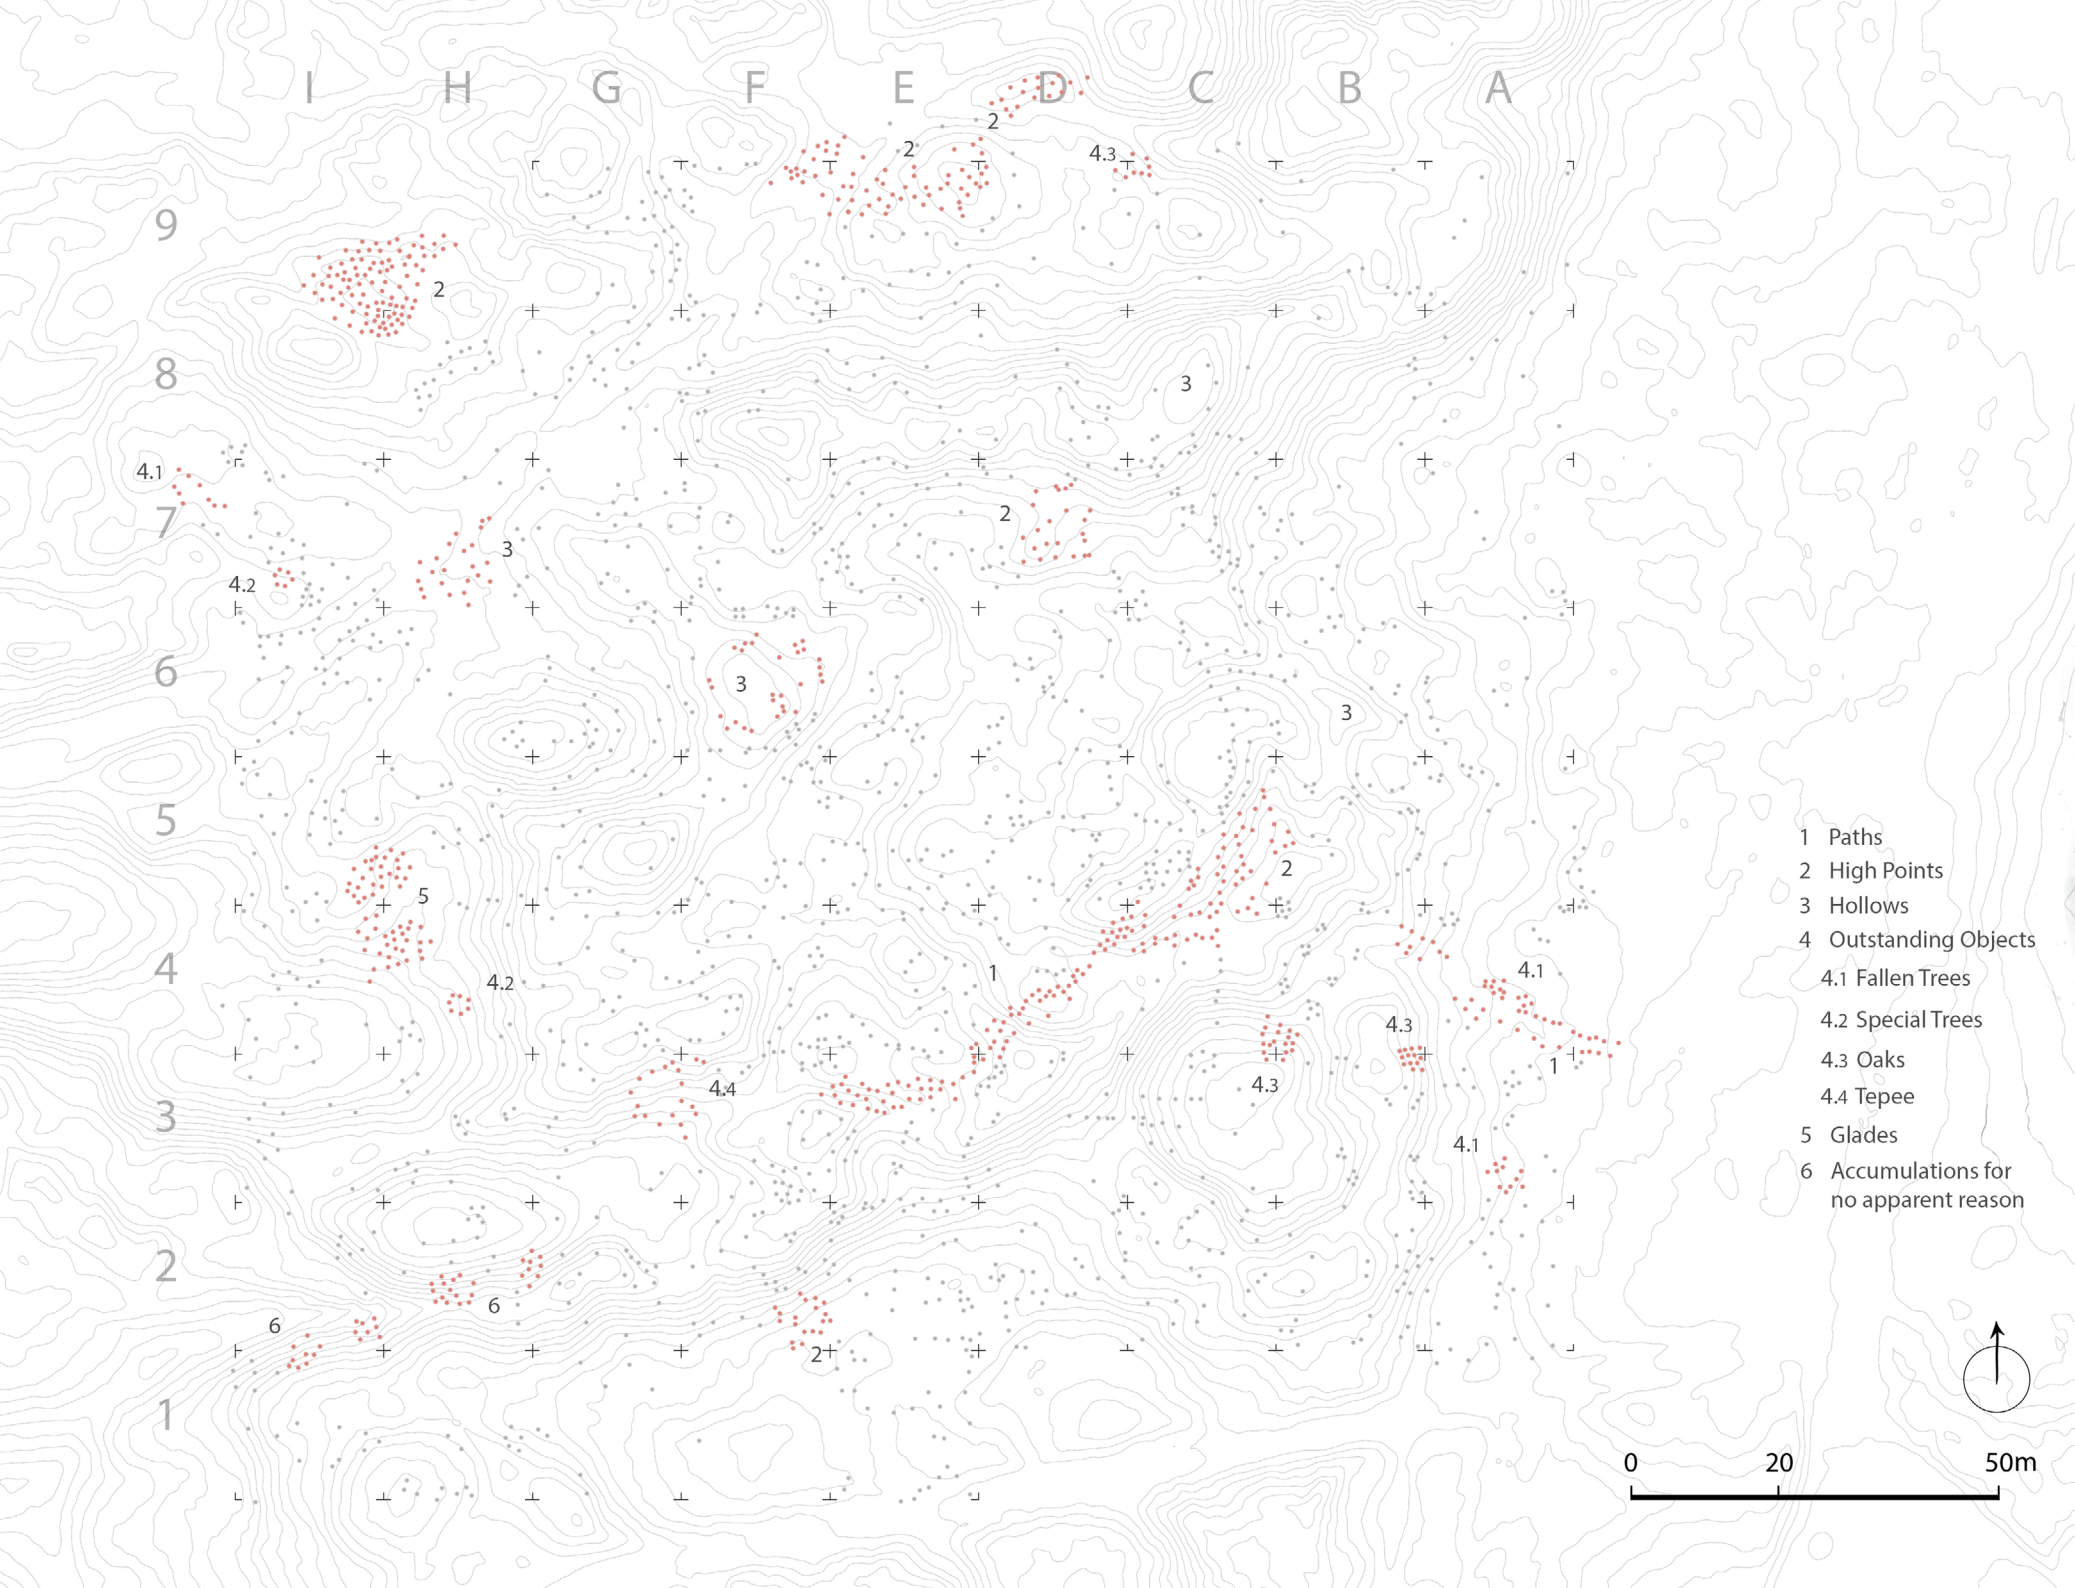 I H G F E D C B A
2
2
4.3
9
2
8
3
4.1
2
7
3
4.2
6
3
3
5
2
5
4
4.2
1
4.1
4.3
1
4.3
4.4
3
4.1
2
6
6
2
1
1 Paths
2 High Points
3 Hollows
4 Outstanding Objects
4.1 Fallen Trees
4.2 Special Trees
4.3 Oaks
4.4 Tepee
5 Glades
6 Accumulations for
no apparent reason
0 20 50m